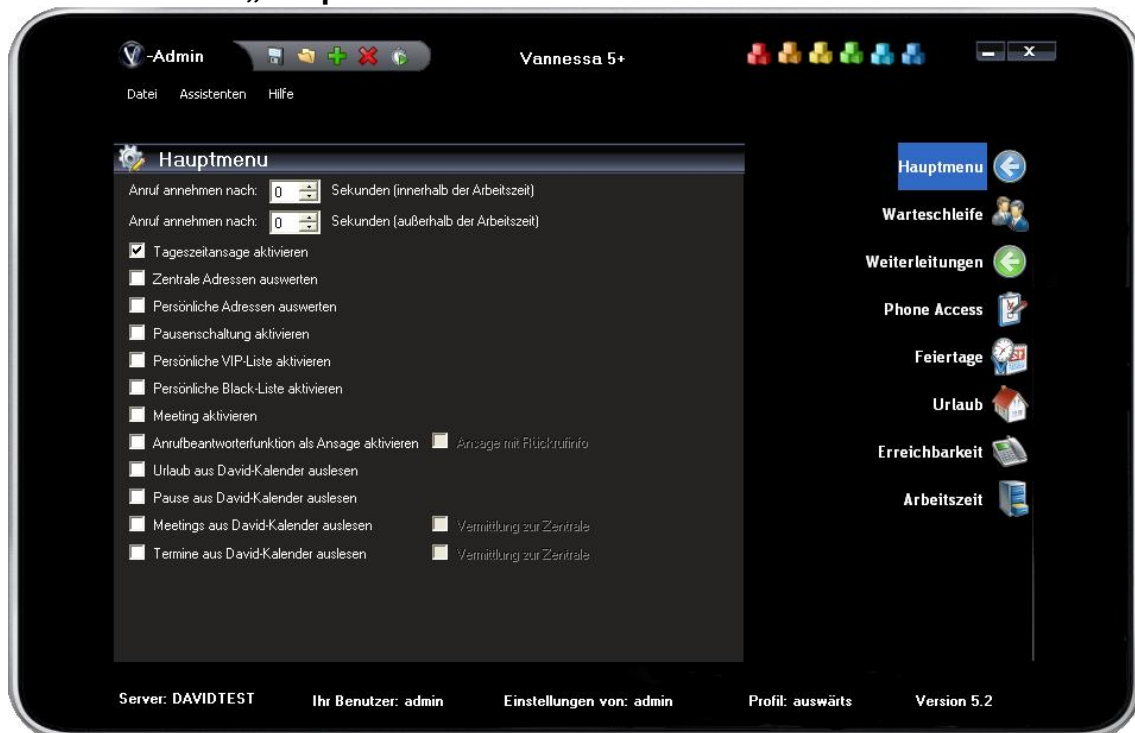 -Admin
Vannessa 5+
X
Datei Assistenten Hilfe
Hauptmenu
Anruf annehmen nach: 0 Sekunden (innerhalb der Arbeitszeit)
Anruf annehmen nach: 0 Sekunden (außerhalb der Arbeitszeit)
Tageszeitansage aktivieren
Zentrale Adressen auswerten
Persönliche Adressen auswerten
Pausenschaltung aktivieren
Persönliche VIP-Liste aktivieren
Persönliche Black-Liste aktivieren
Meeting aktivieren
Anrufbeantworterfunktion als Ansage aktivieren Ansage mit Rückrufinfo
Urlaub aus David-Kalender auslesen
Pause aus David-Kalender auslesen
Meetings aus David-Kalender auslesen Vermittlung zur Zentrale
Termine aus David-Kalender auslesen Vermittlung zur Zentrale
Hauptmenu
Warteschleife
Weiterleitungen
Phone Access
Feiertage
Urlaub
Erreichbarkeit
Arbeitszeit
Server: DAVIDTEST Ihr Benutzer: admin Einstellungen von: admin Profil: auswärts Version 5.2